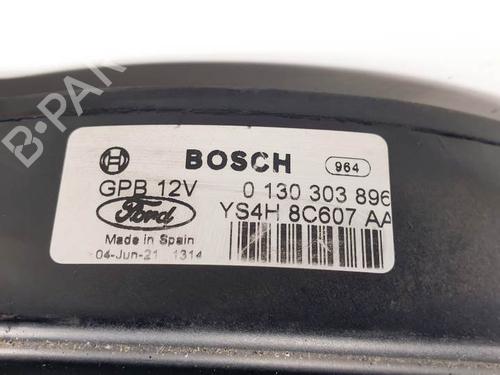 B-PARTS
BOSCH 964
GPB 12V 0 130 303 896
Ford YS4H 8C607 AA
Made in Spain
04-Jun-21 1314